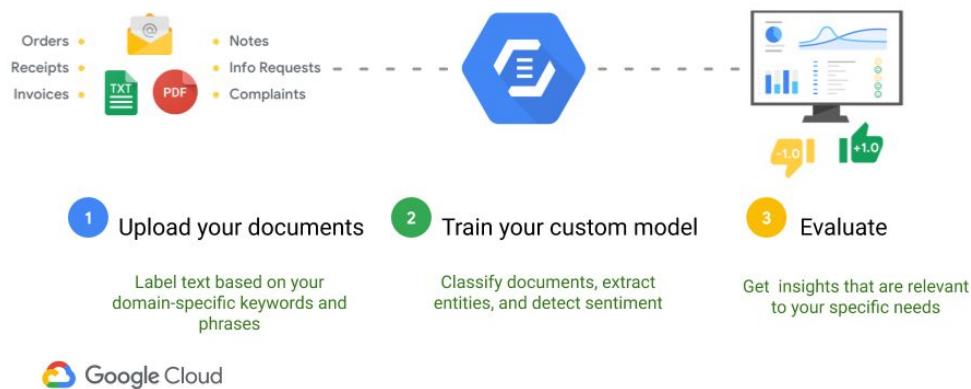 Orders
Receipts
Invoices
@
TXT
PDF
Notes
Info Requests
Complaints
-1.0
+1.0
1 Upload your documents
Label text based on your
domain-specific keywords and
phrases
2 Train your custom model
Classify documents, extract
entities, and detect sentiment
3 Evaluate
Get insights that are relevant
to your specific needs
Google Cloud